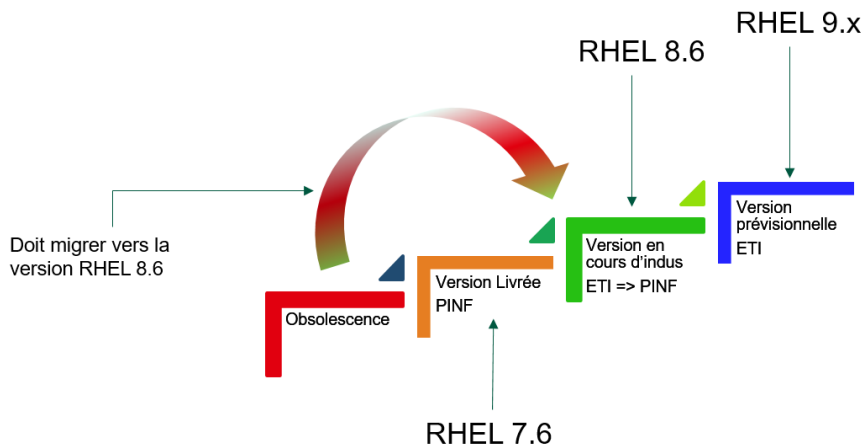 RHEL 9.x
RHEL 8.6
Doit migrer vers la
version RHEL 8.6
Obsolescence
Version Livrée
PINF
Version en
cours d'indus
ETI => PINF
Version
prévisionnelle
ETI
RHEL 7.6